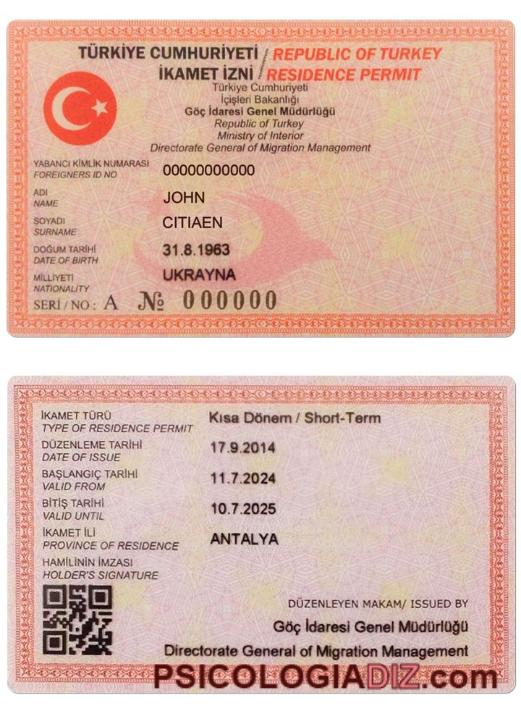 TÜRKİYE CUMHURİYETİ / REPUBLIC OF TURKEY
İKAMET İZNİ / RESIDENCE PERMIT
Türkiye Cumhuriyeti
İçişleri Bakanlığı
Göç İdaresi Genel Müdürlüğü
Republic of Turkey
Ministry of Interior
Directorate General of Migration Management
YABANCI KİMLİK NUMARASI
FOREIGNERS ID NO
00000000000
ADI
NAME
JOHN
SOYADI
SURNAME
CITIAEN
DOĞUM TARİHİ
DATE OF BIRTH
31.8.1963
MİLLİYETİ
NATIONALITY
UKRAYNA
SERİ / NO : A № 000000
İKAMET TÜRÜ
TYPE OF RESIDENCE PERMIT
Kısa Dönem / Short-Term
DÜZENLEME TARİHİ
DATE OF ISSUE
17.9.2014
BAŞLANGIÇ TARİHİ
VALID FROM
11.7.2024
BİTİŞ TARİHİ
VALID UNTIL
10.7.2025
İKAMET İLİ
PROVINCE OF RESIDENCE
ANTALYA
HAMİLİNİN İMZASI
HOLDER'S SIGNATURE
DÜZENLEYEN MAKAM/ ISSUED BY
Göç İdaresi Genel Müdürlüğü
Directorate General of Migration Management
PSICOLOGIADIZ.com